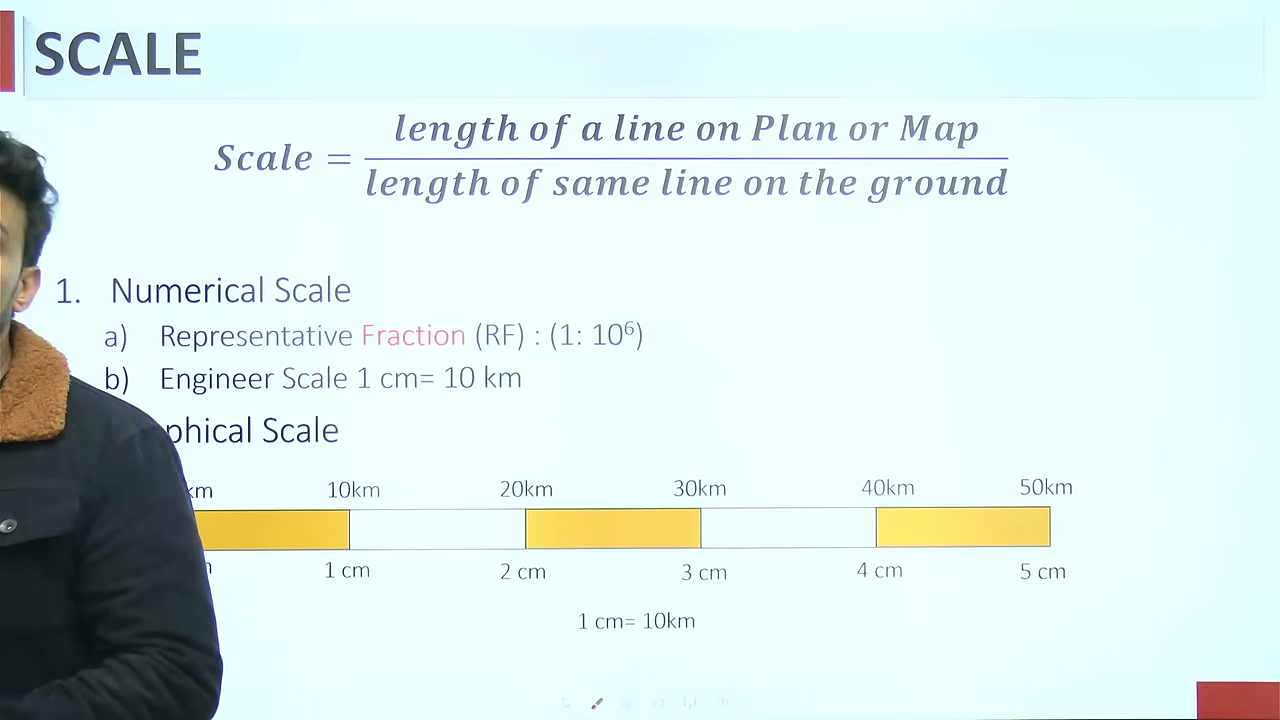 SCALE
Scale = length of a line on Plan or Map / length of same line on the ground
1. Numerical Scale
a) Representative Fraction (RF) : (1: 10⁶)
b) Engineer Scale 1 cm= 10 km
phical Scale
km 10km 20km 30km 40km 50km
1 cm 2 cm 3 cm 4 cm 5 cm
1 cm= 10km